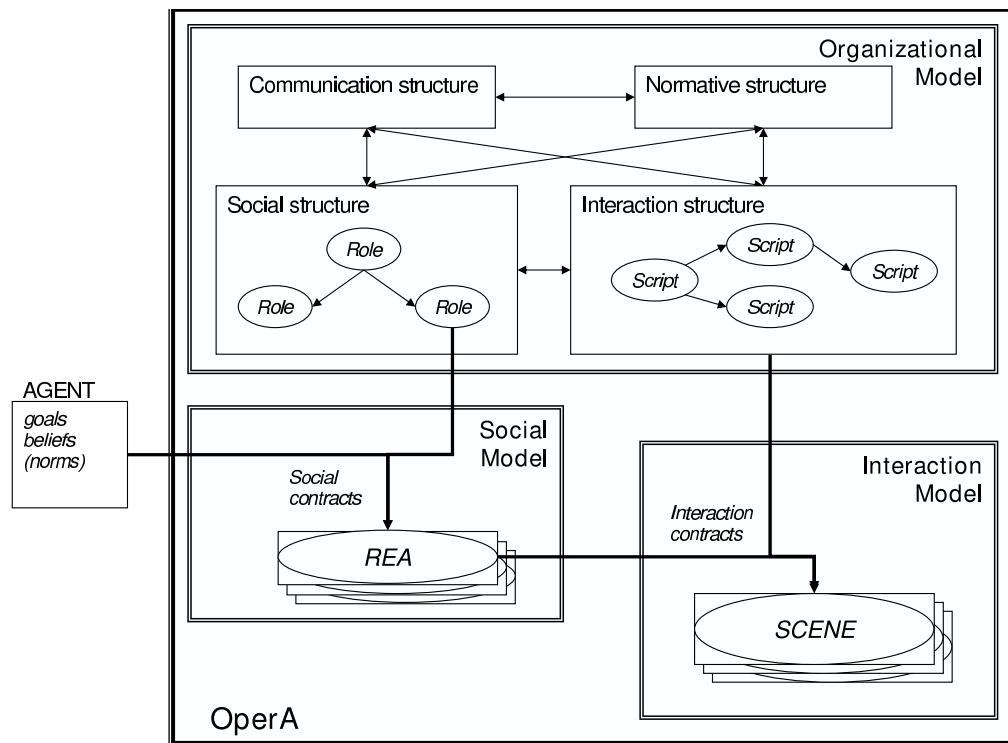 Organizational
Model
Communication structure
Normative structure
Social structure
Interaction structure
Role
Role
Role
Script
Script
Script
Script
AGENT
goals
beliefs
(norms)
Social
Model
Social
contracts
REA
Interaction
Model
Interaction
contracts
SCENE
OperA